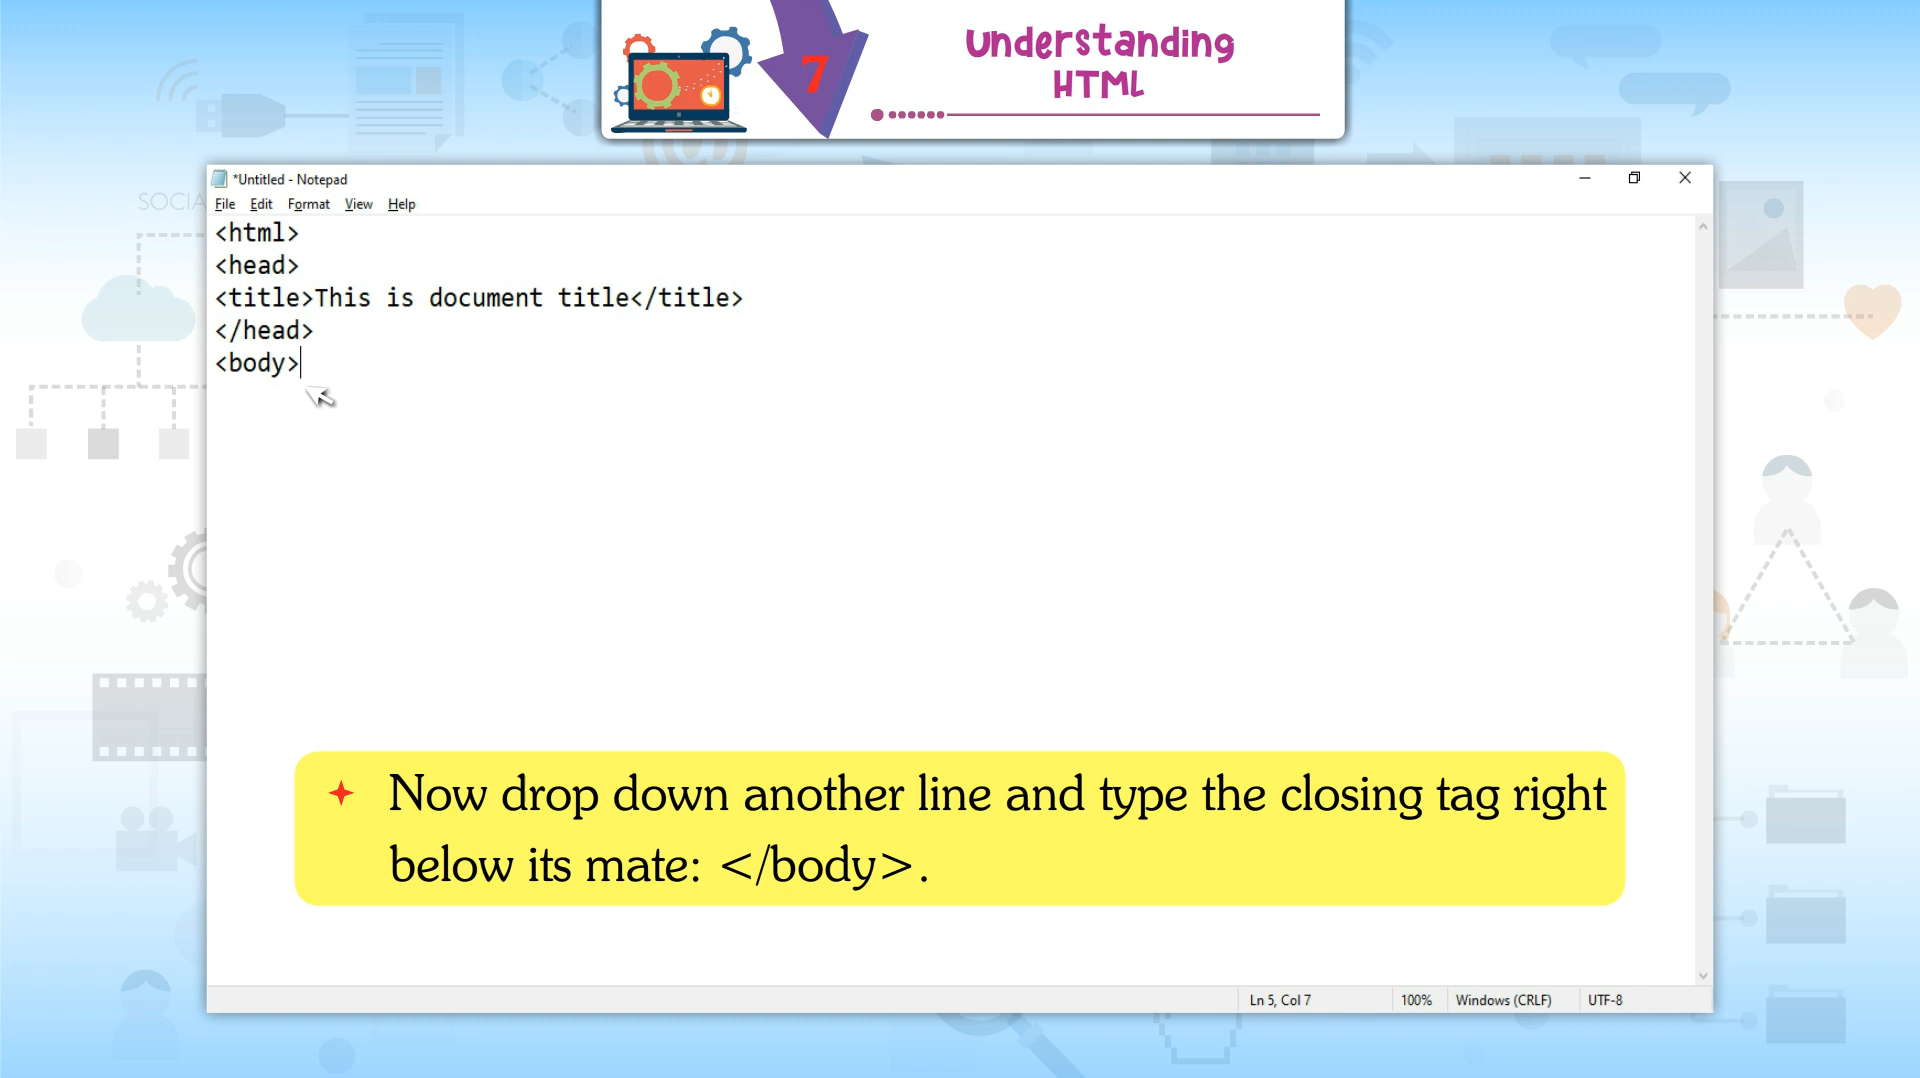 7
Understanding
HTML
SOCIA
*Untitled - Notepad
File Edit Format View Help
<html>
<head>
<title>This is document title</title>
</head>
<body>
Now drop down another line and type the closing tag right
below its mate: </body>.
Ln 5, Col 7 100% Windows (CRLF) UTF-8